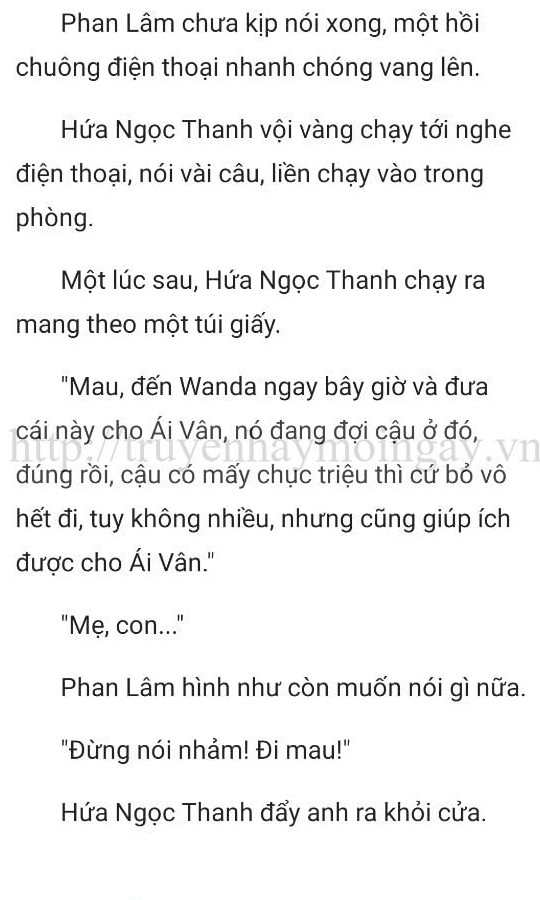 Phan Lâm chưa kịp nói xong, một hồi
chuông điện thoại nhanh chóng vang lên.
Hứa Ngọc Thanh vội vàng chạy tới nghe
điện thoại, nói vài câu, liền chạy vào trong
phòng.
Một lúc sau, Hứa Ngọc Thanh chạy ra
mang theo một túi giấy.
"Mau, đến Wanda ngay bây giờ và đưa
cái này cho Ái Vân, nó đang đợi cậu ở đó,
http://truyenhaymoingay.vn
đúng rồi, cậu có mấy chục triệu thì cứ bỏ vô
hết đi, tuy không nhiều, nhưng cũng giúp ích
được cho Ái Vân."
"Mẹ, con..."
Phan Lâm hình như còn muốn nói gì nữa.
"Đừng nói nhảm! Đi mau!"
Hứa Ngọc Thanh đẩy anh ra khỏi cửa.